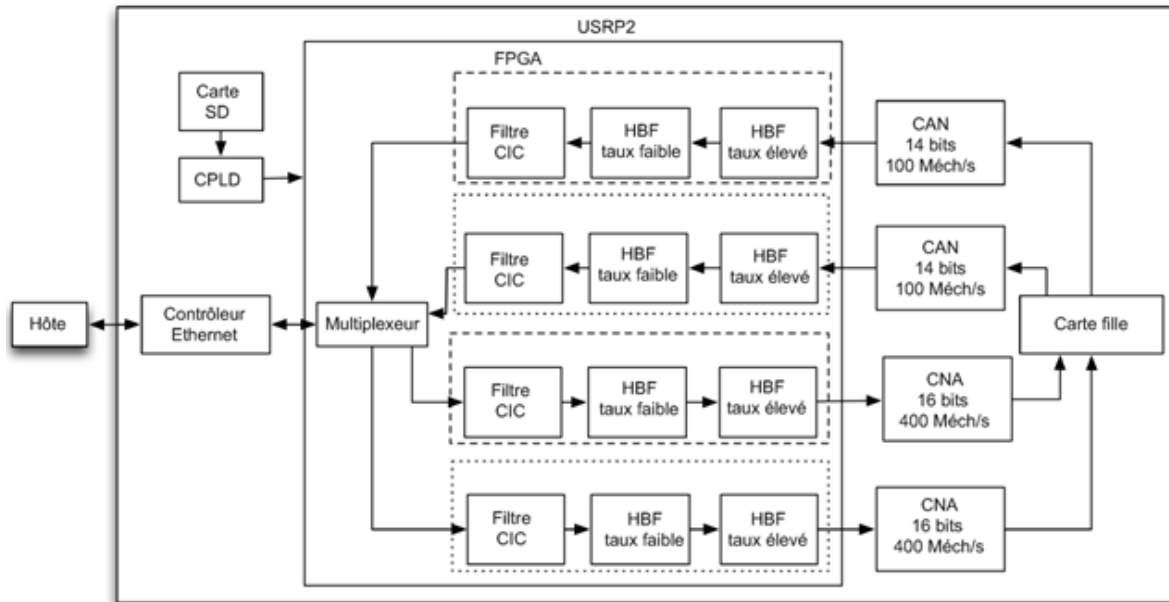 USRP2
FPGA
Carte
SD
CPLD
Filtre
CIC
HBF
taux faible
HBF
taux élevé
CAN
14 bits
100 Méch/s
Filtre
CIC
HBF
taux faible
HBF
taux élevé
CAN
14 bits
100 Méch/s
Hôte
Contrôleur
Ethernet
Multiplexeur
Carte fille
Filtre
CIC
HBF
taux faible
HBF
taux élevé
CNA
16 bits
400 Méch/s
Filtre
CIC
HBF
taux faible
HBF
taux élevé
CNA
16 bits
400 Méch/s